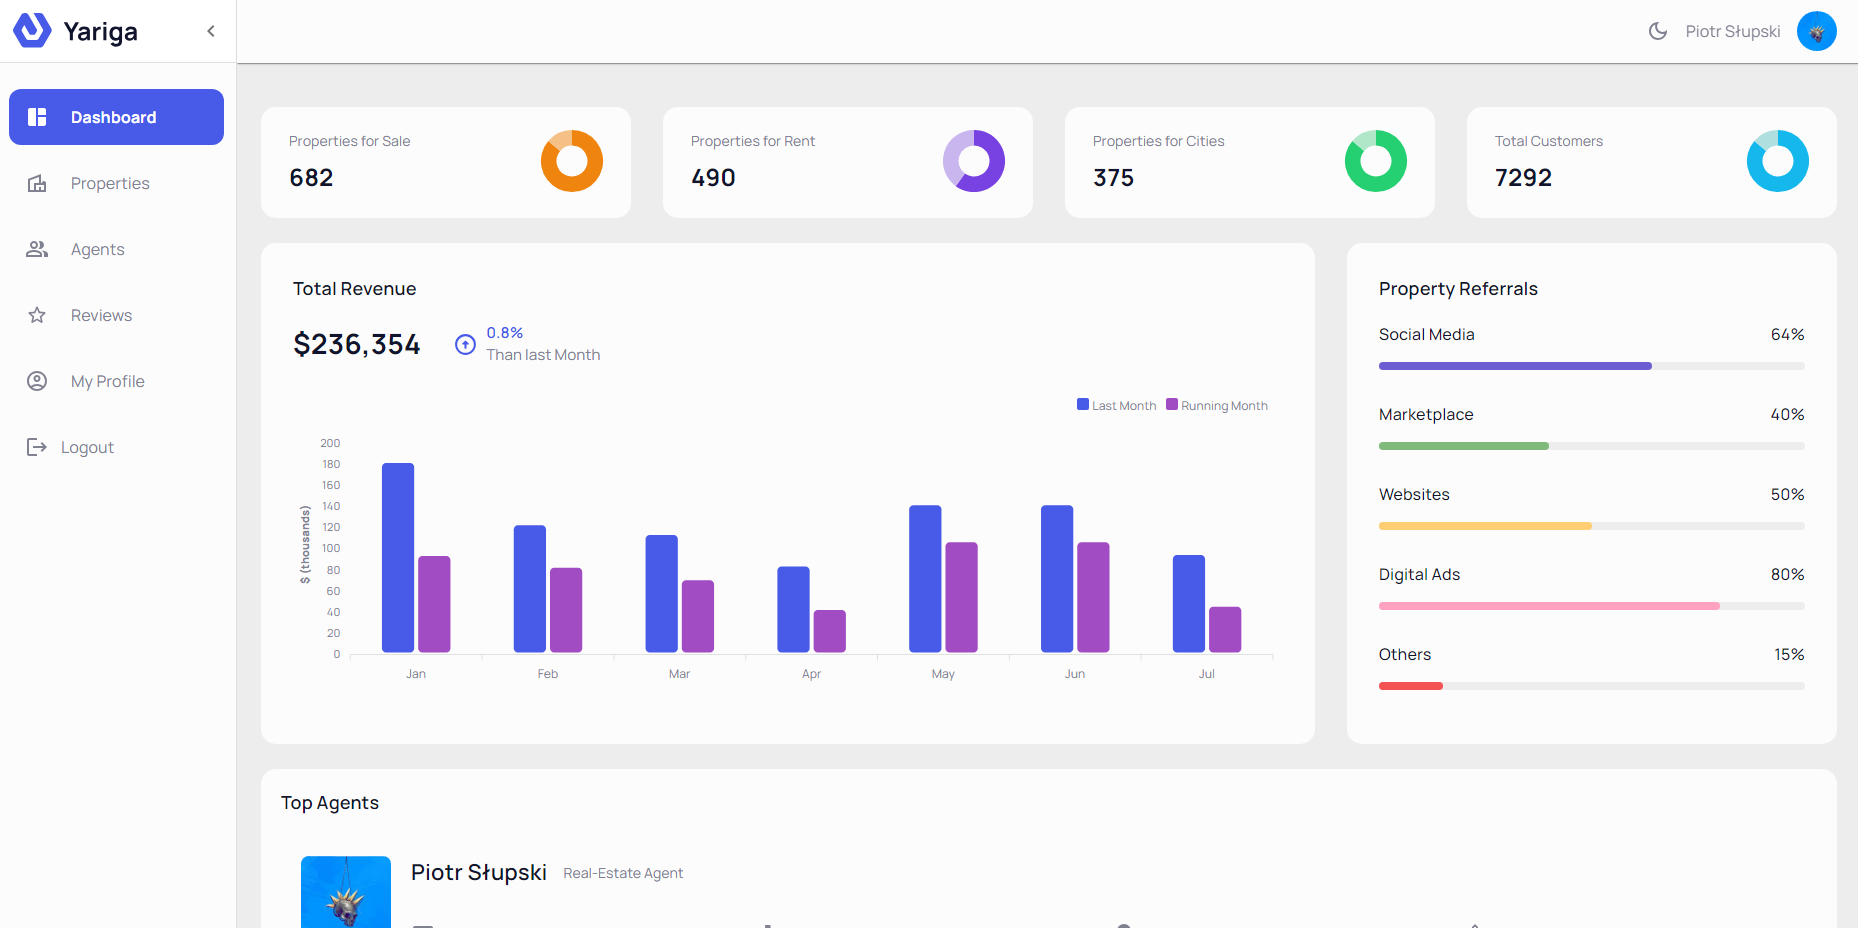 Yariga
Piotr Słupski
Dashboard
Properties
Agents
Reviews
My Profile
Logout
Properties for Sale
682
Properties for Rent
490
Properties for Cities
375
Total Customers
7292
Total Revenue
$236,354
0.8%
Than last Month
Last Month
Running Month
$ (thousands)
200
180
160
140
120
100
80
60
40
20
0
Jan
Feb
Mar
Apr
May
Jun
Jul
Property Referrals
Social Media 64%
Marketplace 40%
Websites 50%
Digital Ads 80%
Others 15%
Top Agents
Piotr Słupski Real-Estate Agent